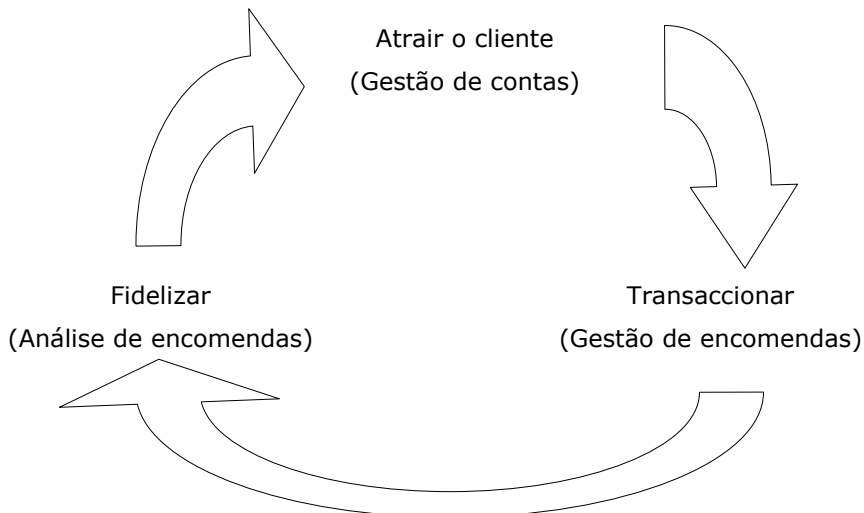 Atrair o cliente
(Gestão de contas)
Fidelizar
(Análise de encomendas)
Transaccionar
(Gestão de encomendas)